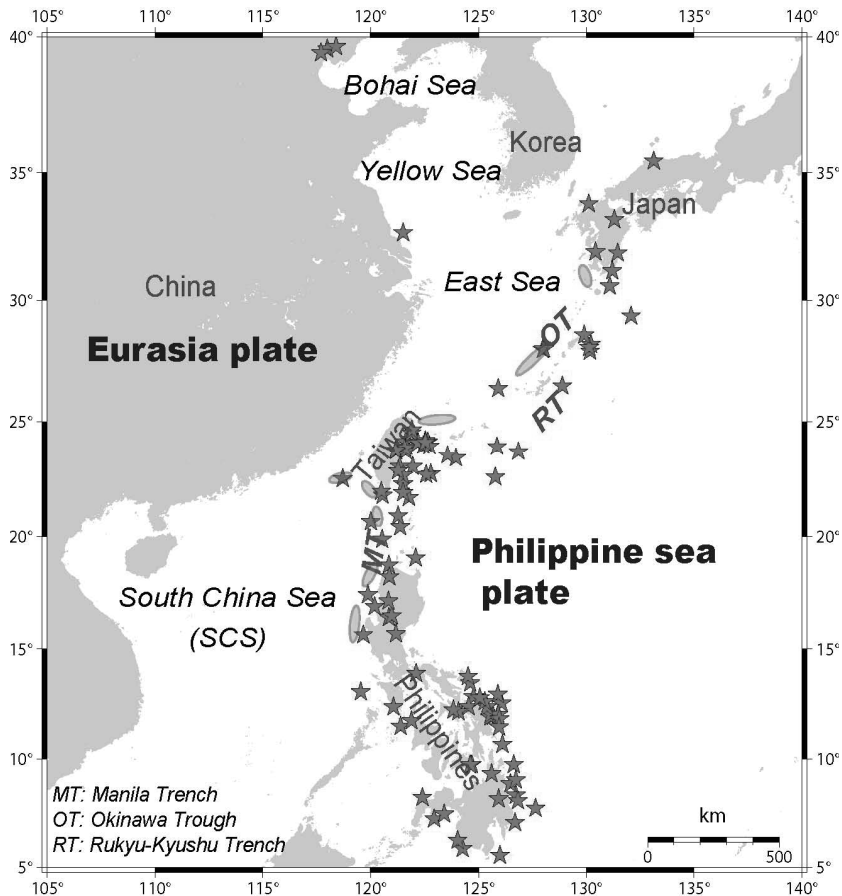 105° 110° 115° 120° 125° 130° 135° 140°
40° 40°
Bohai Sea
Korea
Yellow Sea
35° 35°
Japan
China
East Sea
30° 30°
OT
Eurasia plate
RT
25° 25°
Taiwan
20° 20°
MT
Philippine sea
plate
South China Sea
(SCS)
15° 15°
Philippines
10° 10°
MT: Manila Trench
OT: Okinawa Trough
RT: Rukyu-Kyushu Trench
km
0 500
5° 5°
105° 110° 115° 120° 125° 130° 135° 140°